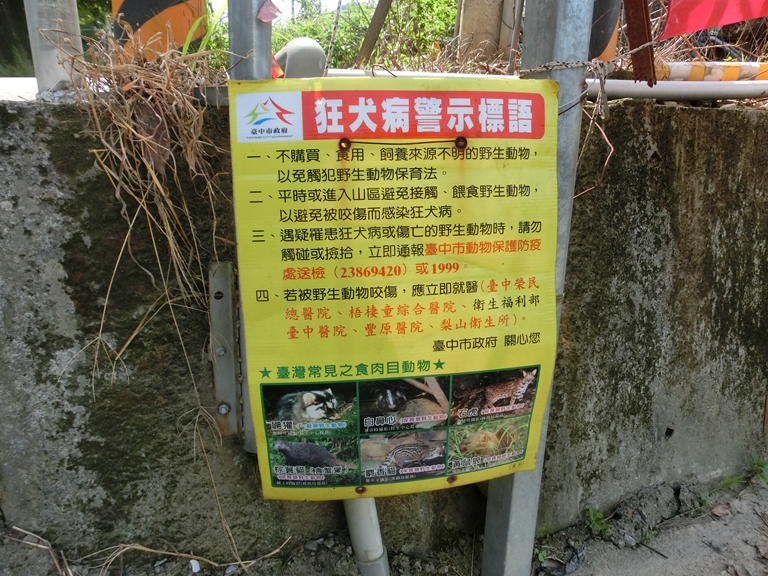 臺中市政府
狂犬病警示標語
一、不購買、食用、飼養來源不明的野生動物，
以免觸犯野生動物保育法。
二、平時或進入山區避免接觸、餵食野生動物，
以避免被咬傷而感染狂犬病。
三、遇疑罹患狂犬病或傷亡的野生動物時，請勿
觸碰或撿拾，立即通報臺中市動物保護防疫
處送檢（23869420）或1999。
四、若被野生動物咬傷，應立即就醫（臺中榮民
總醫院、梧棲童綜合醫院、衛生福利部
臺中醫院、豐原醫院、梨山衛生所）。
臺中市政府 關心您
★臺灣常見之食肉目動物★
鼬獾
白鼻心
石虎
棕簑貓（食蟹獴）
麝香貓
黃鼠狼